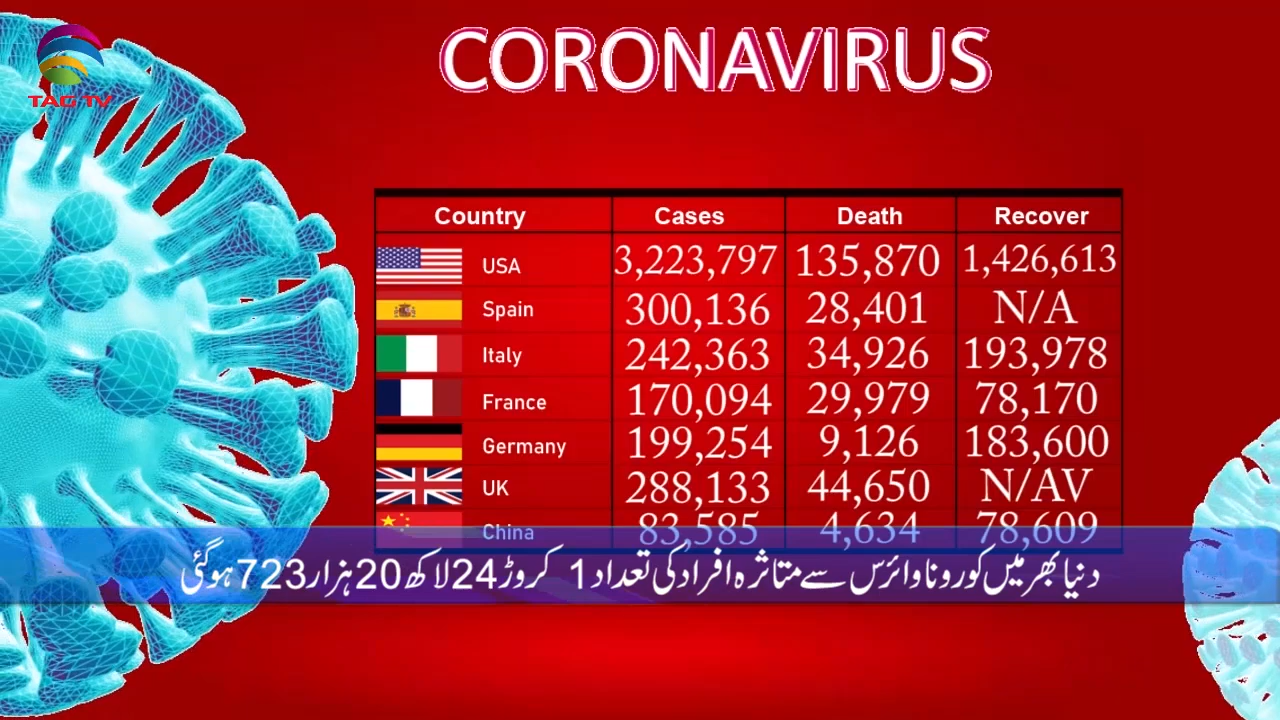 TAG TV
CORONAVIRUS
Country Cases Death Recover
USA 3,223,797 135,870 1,426,613
Spain 300,136 28,401 N/A
Italy 242,363 34,926 193,978
France 170,094 29,979 78,170
Germany 199,254 9,126 183,600
UK 288,133 44,650 N/AV
China 83,585 4,634 78,609
دنیا بھر میں کورونا وائرس سے متاثرہ افراد کی تعداد 1 کروڑ 24 لاکھ 20 ہزار 723 ہوگئی